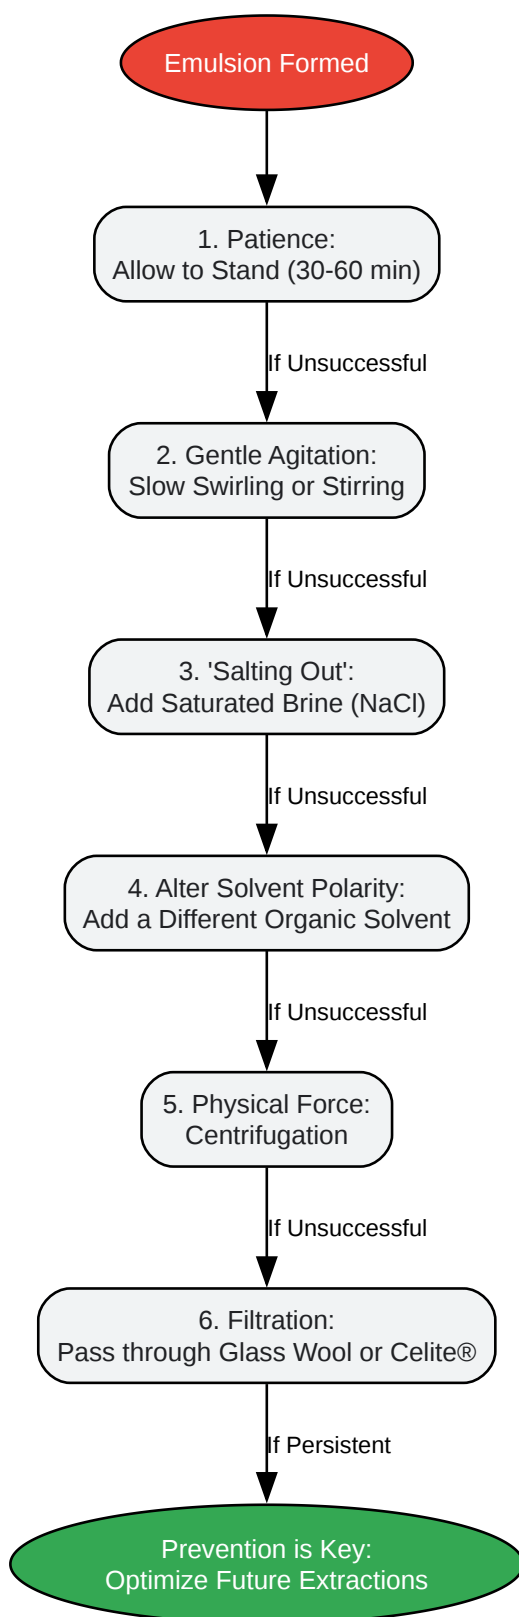 Emulsion Formed
1. Patience:
Allow to Stand (30-60 min)
If Unsuccessful
2. Gentle Agitation:
Slow Swirling or Stirring
If Unsuccessful
3. 'Salting Out':
Add Saturated Brine (NaCl)
If Unsuccessful
4. Alter Solvent Polarity:
Add a Different Organic Solvent
If Unsuccessful
5. Physical Force:
Centrifugation
If Unsuccessful
6. Filtration:
Pass through Glass Wool or Celite®
If Persistent
Prevention is Key:
Optimize Future Extractions